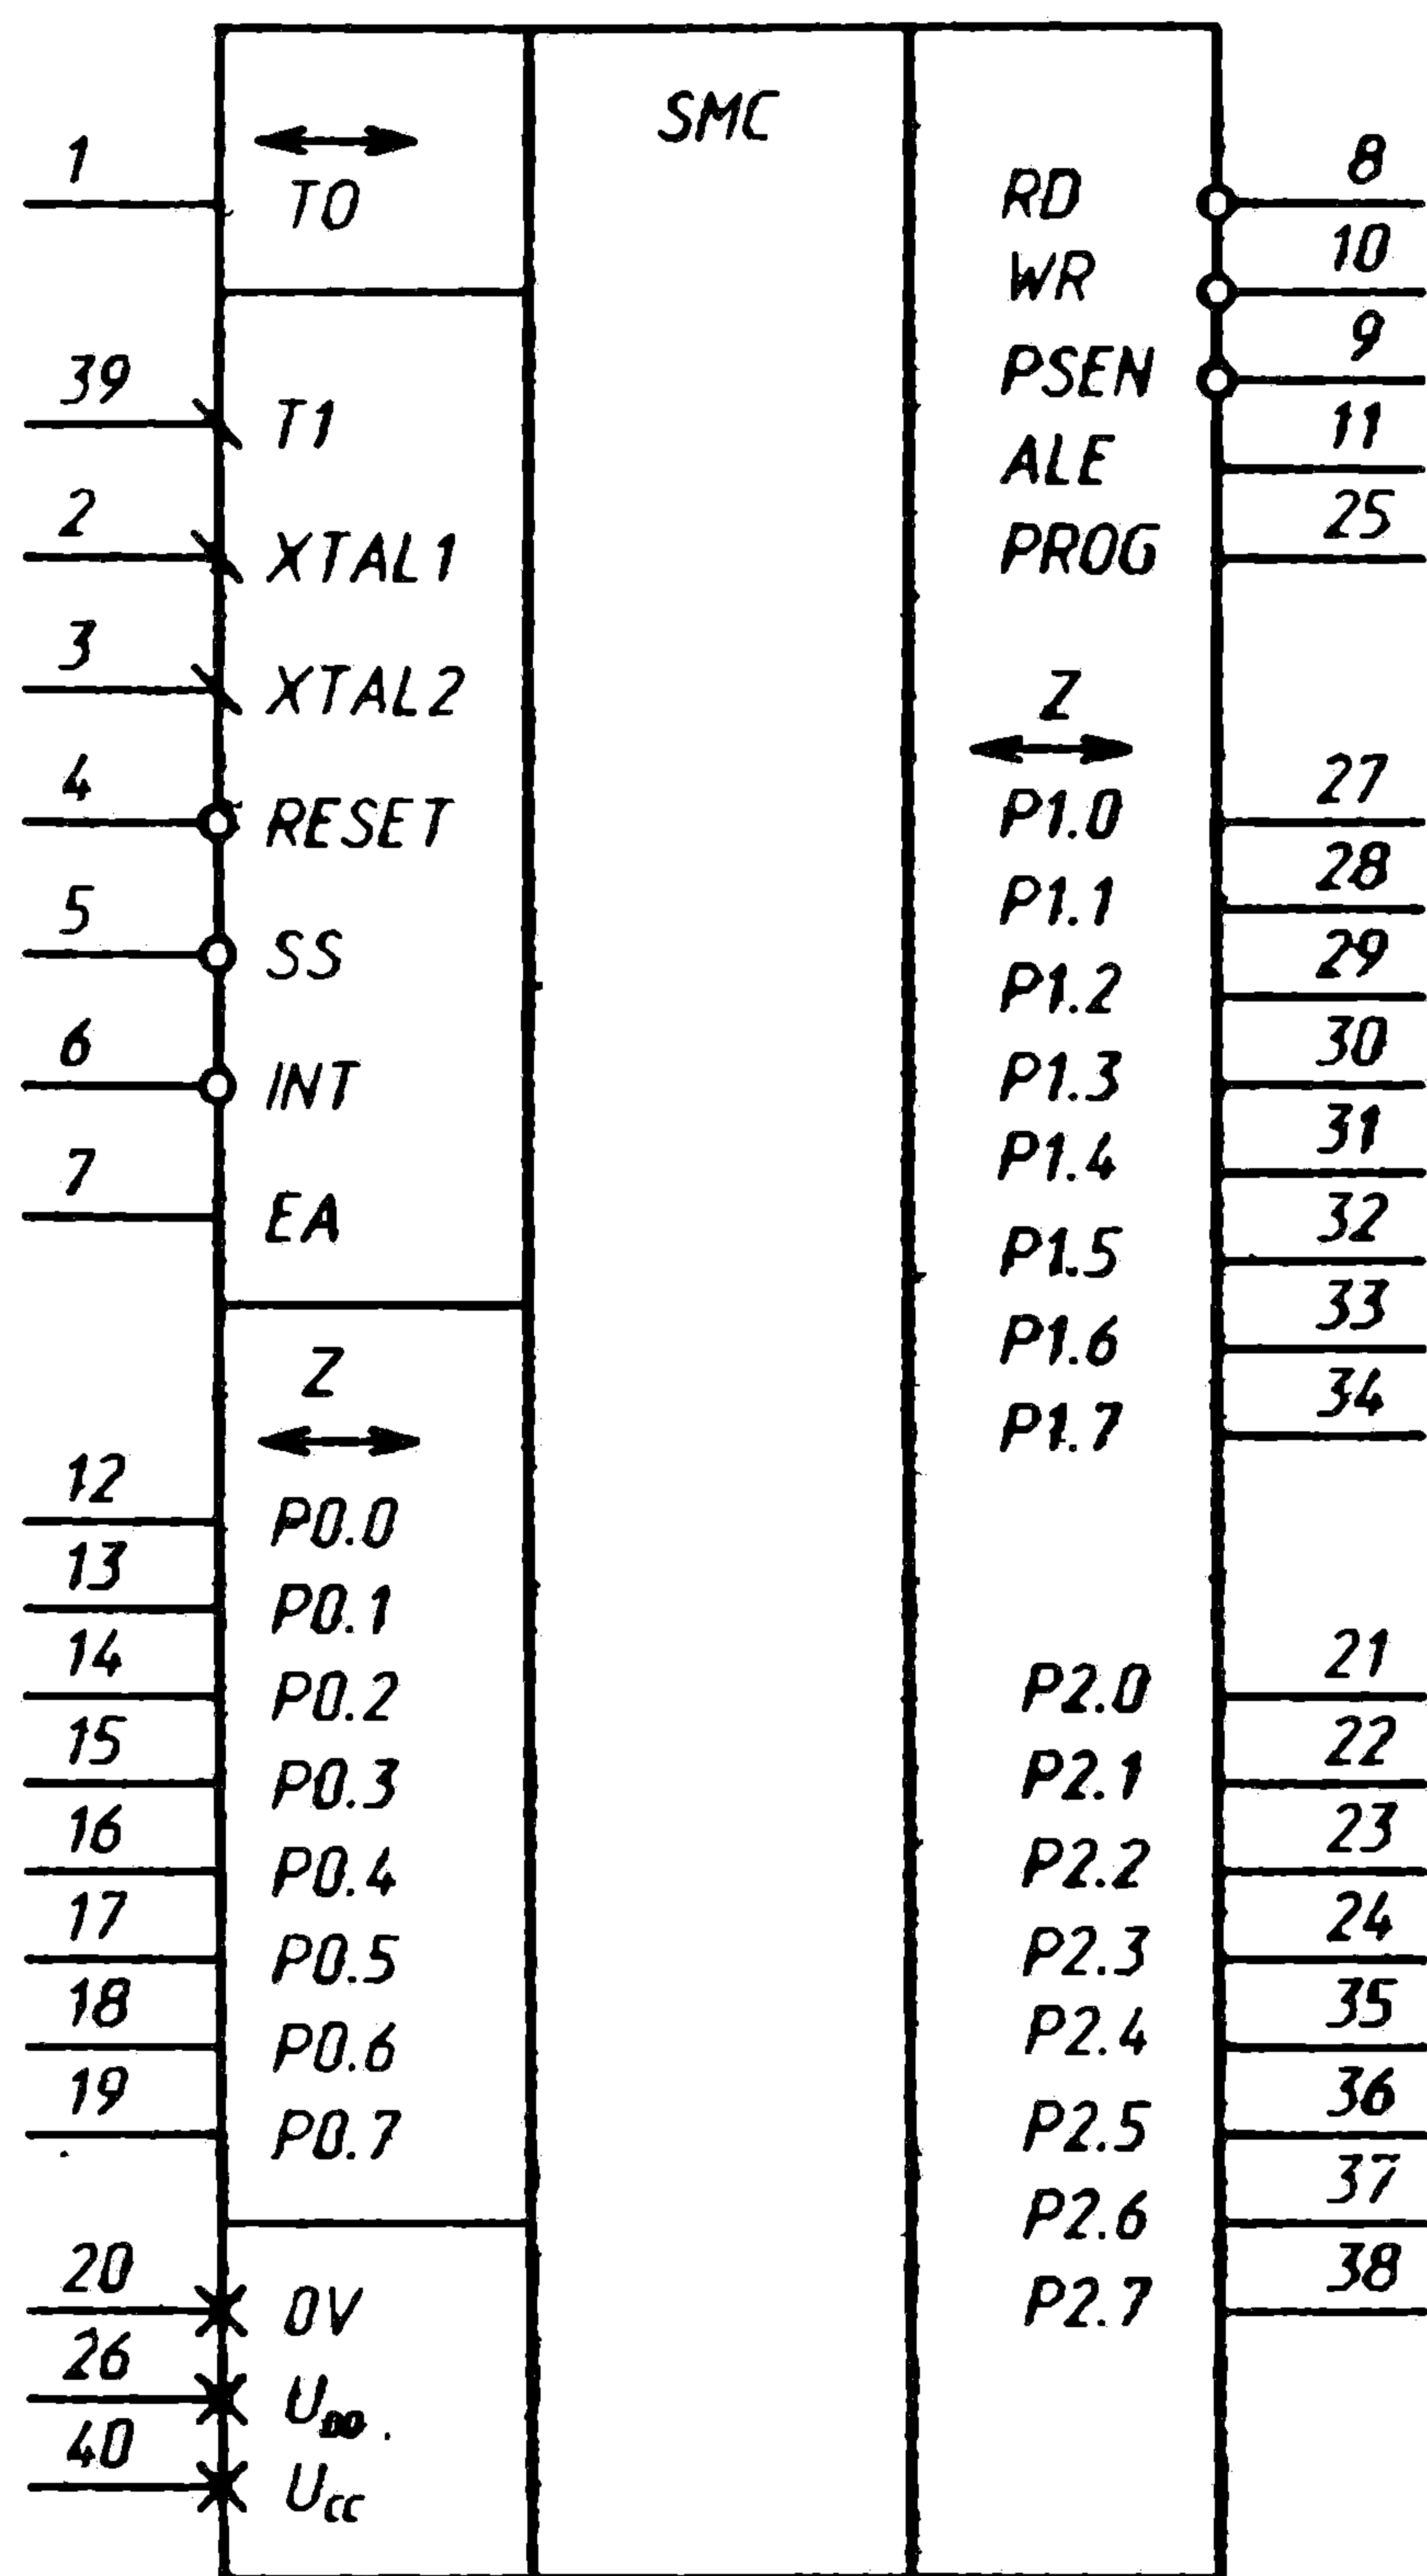 SMC
1 T0
39 T1
2 XTAL1
3 XTAL2
4 RESET
5 SS
6 INT
7 EA
Z
12 P0.0
13 P0.1
14 P0.2
15 P0.3
16 P0.4
17 P0.5
18 P0.6
19 P0.7
20 0V
26 U
40 UCC
RD 8
WR 10
PSEN 9
ALE 11
PROG 25
Z
P1.0 27
P1.1 28
P1.2 29
P1.3 30
P1.4 31
P1.5 32
P1.6 33
P1.7 34
P2.0 21
P2.1 22
P2.2 23
P2.3 24
P2.4 35
P2.5 36
P2.6 37
P2.7 38